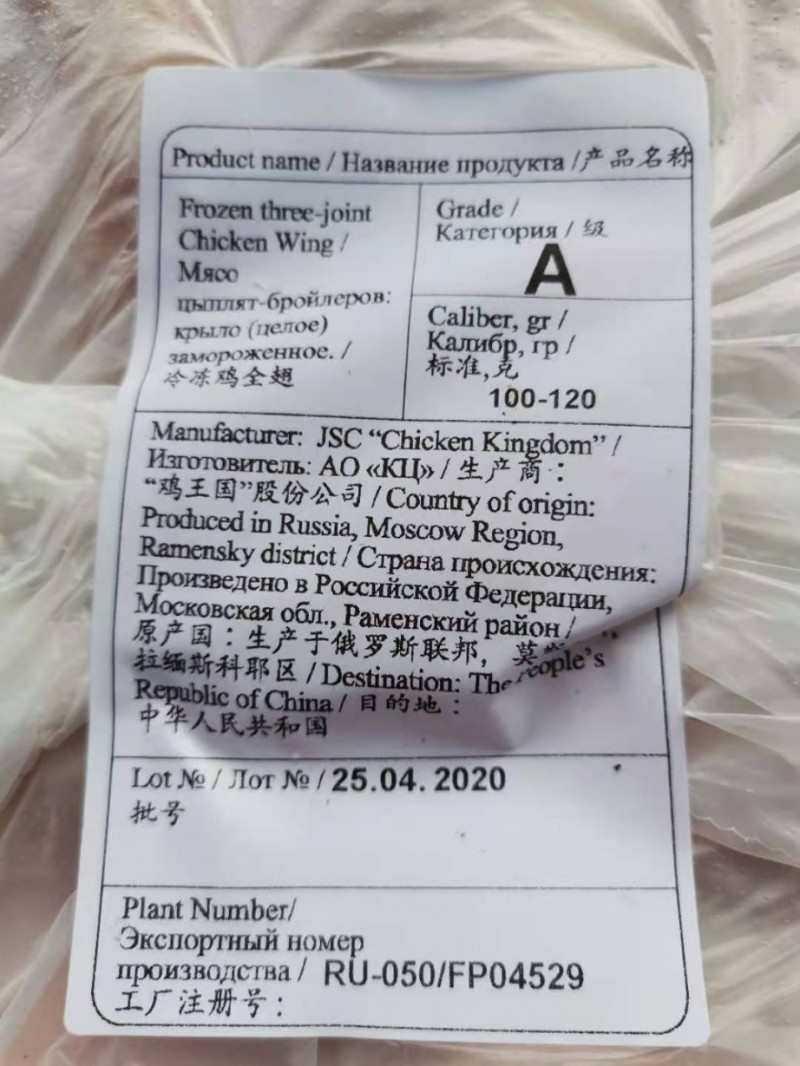 Product name / Название продукта /产品名称
Frozen three-joint
Chicken Wing /
Мясо
цыплят-бройлеров:
крыло (целое)
замороженное. /
冷冻鸡全翅
Grade /
Категория / 级
A
Caliber, gr /
Калибр, гр /
标准,克
100-120
Manufacturer: JSC “Chicken Kingdom” /
Изготовитель: АО «КЦ» / 生产商：
“鸡王国”股份公司 / Country of origin:
Produced in Russia, Moscow Region,
Ramensky district / Страна происхождения:
Произведено в Российской Федерации,
Московская обл., Раменский район /
原产国：生产于俄罗斯联邦，莫
拉缅斯科耶区 / Destination: The People’s
Republic of China / 目的地：
中华人民共和国
Lot № / Лот № / 25.04. 2020
批号
Plant Number/
Экспортный номер
производства / RU-050/FP04529
工厂注册号：